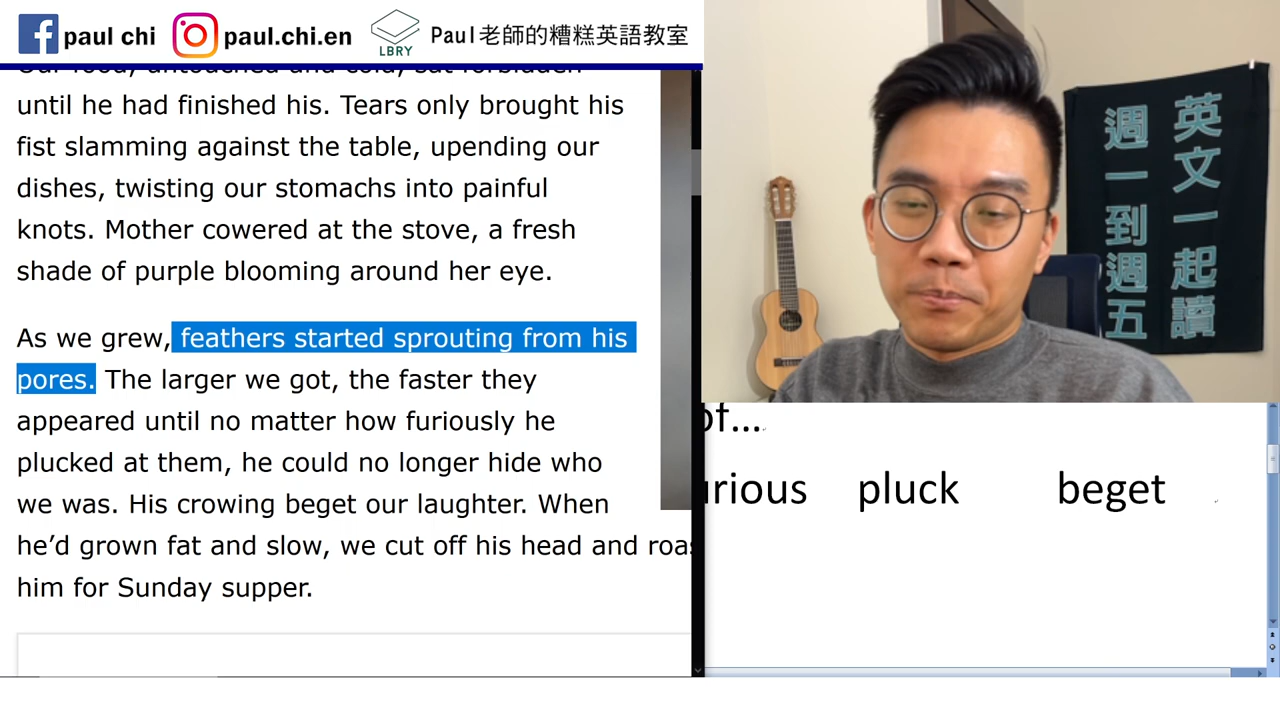 paul chi
paul.chi.en
LBRY
Paul老師的糟糕英語教室
until he had finished his. Tears only brought his
fist slamming against the table, upending our
dishes, twisting our stomachs into painful
knots. Mother cowered at the stove, a fresh
shade of purple blooming around her eye.
As we grew, feathers started sprouting from his
pores. The larger we got, the faster they
appeared until no matter how furiously he
plucked at them, he could no longer hide who
we was. His crowing beget our laughter. When
he’d grown fat and slow, we cut off his head and roas
him for Sunday supper.
英文一起讀
週一到週五
of...
urious pluck beget